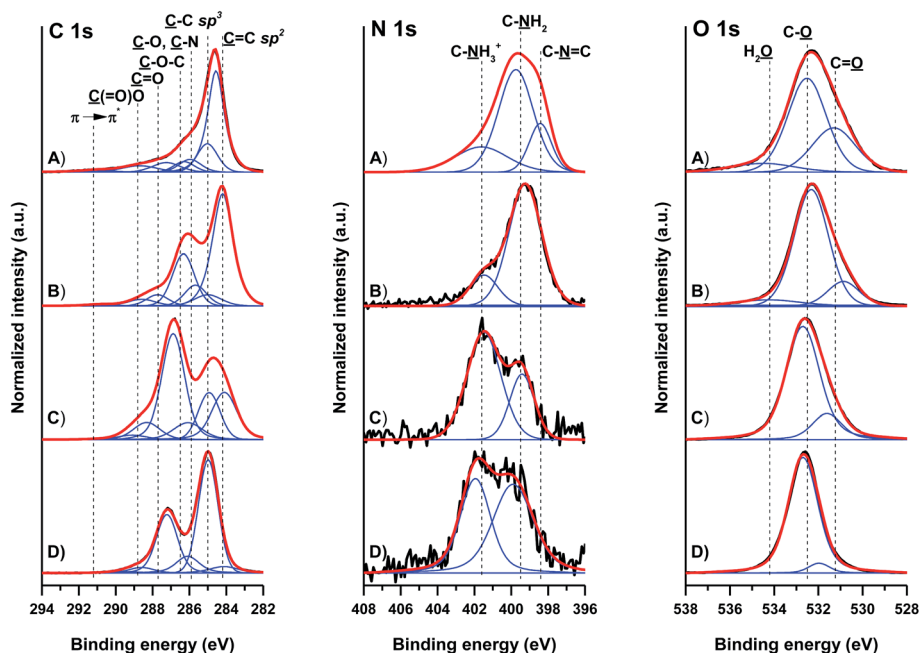 C 1s
C-C sp³
C-O, C-N
C=C sp²
C-O-C
C=O
C(=O)O
π → π*
A)
B)
C)
D)
Normalized intensity (a.u.)
294 292 290 288 286 284 282
Binding energy (eV)
N 1s
C-NH₂
C-NH₃⁺
C-N=C
A)
B)
C)
D)
Normalized intensity (a.u.)
408 406 404 402 400 398 396
Binding energy (eV)
O 1s
C-O
H₂O
C=O
A)
B)
C)
D)
Normalized intensity (a.u.)
538 536 534 532 530 528
Binding energy (eV)